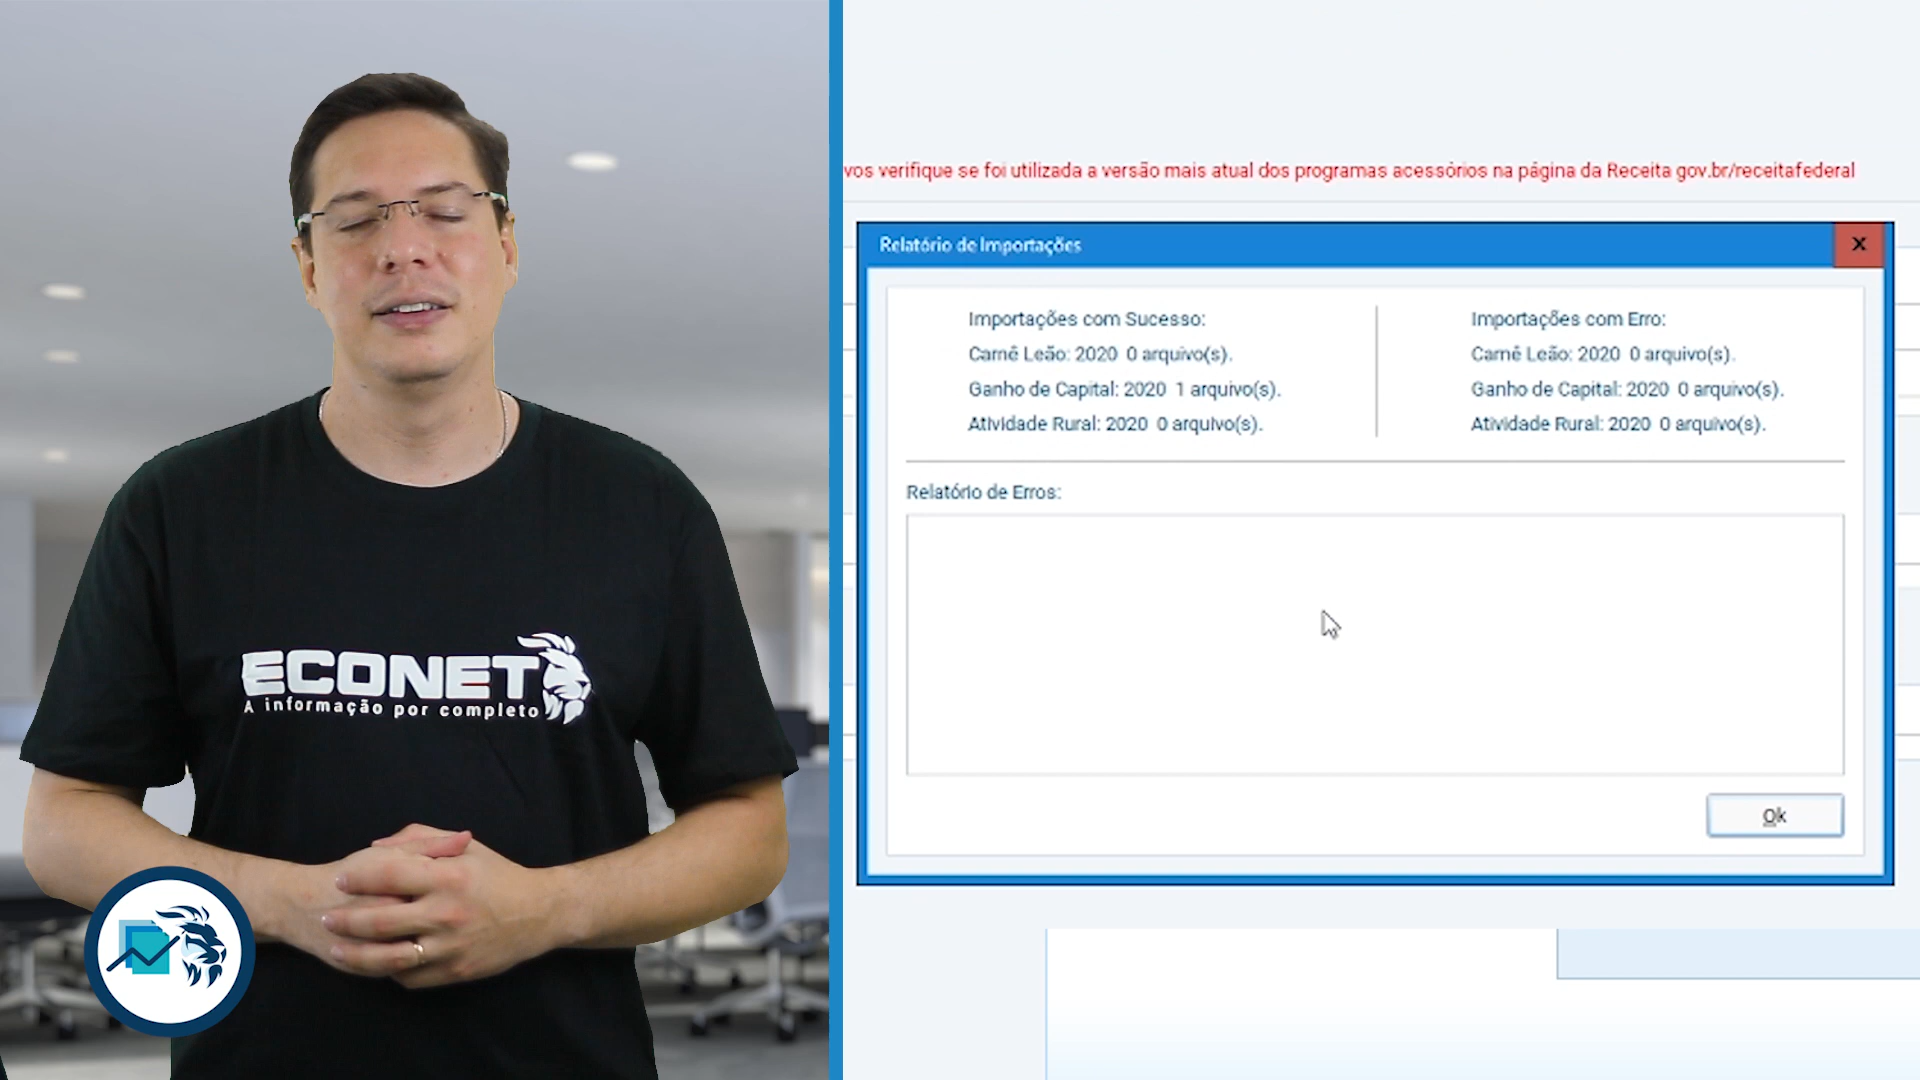 ECONET
A informação por completo
vos verifique se foi utilizada a versão mais atual dos programas acessórios na página da Receita gov.br/receitafederal
Relatório de Importações
X
Importações com Sucesso:
Carnê Leão: 2020 0 arquivo(s).
Ganho de Capital: 2020 1 arquivo(s).
Atividade Rural: 2020 0 arquivo(s).
Importações com Erro:
Carnê Leão: 2020 0 arquivo(s).
Ganho de Capital: 2020 0 arquivo(s).
Atividade Rural: 2020 0 arquivo(s).
Relatório de Erros:
Ok